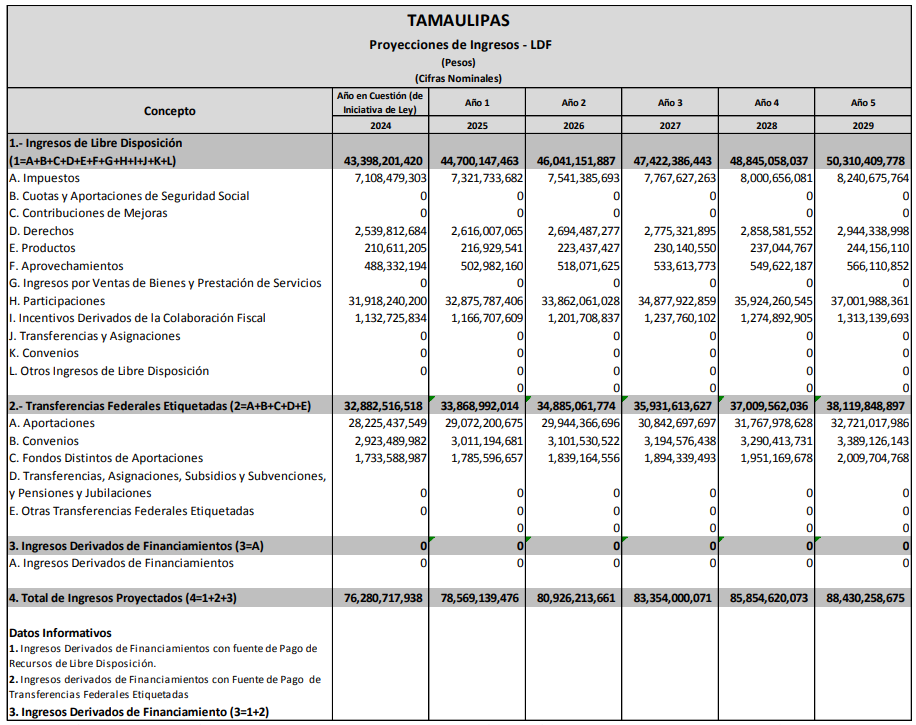 TAMAULIPAS
Proyecciones de Ingresos - LDF
(Pesos)
(Cifras Nominales)
Concepto Año en Cuestión (de Iniciativa de Ley) Año 1 Año 2 Año 3 Año 4 Año 5
2024 2025 2026 2027 2028 2029
1.- Ingresos de Libre Disposición
(1=A+B+C+D+E+F+G+H+I+J+K+L) 43,398,201,420 44,700,147,463 46,041,151,887 47,422,386,443 48,845,058,037 50,310,409,778
A. Impuestos 7,108,479,303 7,321,733,682 7,541,385,693 7,767,627,263 8,000,656,081 8,240,675,764
B. Cuotas y Aportaciones de Seguridad Social 0 0 0 0 0 0
C. Contribuciones de Mejoras 0 0 0 0 0 0
D. Derechos 2,539,812,684 2,616,007,065 2,694,487,277 2,775,321,895 2,858,581,552 2,944,338,998
E. Productos 210,611,205 216,929,541 223,437,427 230,140,550 237,044,767 244,156,110
F. Aprovechamientos 488,332,194 502,982,160 518,071,625 533,613,773 549,622,187 566,110,852
G. Ingresos por Ventas de Bienes y Prestación de Servicios 0 0 0 0 0 0
H. Participaciones 31,918,240,200 32,875,787,406 33,862,061,028 34,877,922,859 35,924,260,545 37,001,988,361
I. Incentivos Derivados de la Colaboración Fiscal 1,132,725,834 1,166,707,609 1,201,708,837 1,237,760,102 1,274,892,905 1,313,139,693
J. Transferencias y Asignaciones 0 0 0 0 0 0
K. Convenios 0 0 0 0 0 0
L. Otros Ingresos de Libre Disposición 0 0 0 0 0 0
0 0 0 0 0
2.- Transferencias Federales Etiquetadas (2=A+B+C+D+E) 32,882,516,518 33,868,992,014 34,885,061,774 35,931,613,627 37,009,562,036 38,119,848,897
A. Aportaciones 28,225,437,549 29,072,200,675 29,944,366,696 30,842,697,697 31,767,978,628 32,721,017,986
B. Convenios 2,923,489,982 3,011,194,681 3,101,530,522 3,194,576,438 3,290,413,731 3,389,126,143
C. Fondos Distintos de Aportaciones 1,733,588,987 1,785,596,657 1,839,164,556 1,894,339,493 1,951,169,678 2,009,704,768
D. Transferencias, Asignaciones, Subsidios y Subvenciones,
y Pensiones y Jubilaciones 0 0 0 0 0 0
E. Otras Transferencias Federales Etiquetadas 0 0 0 0 0 0
0 0 0 0 0
3. Ingresos Derivados de Financiamientos (3=A) 0 0 0 0 0 0
A. Ingresos Derivados de Financiamientos 0 0 0 0 0 0
4. Total de Ingresos Proyectados (4=1+2+3) 76,280,717,938 78,569,139,476 80,926,213,661 83,354,000,071 85,854,620,073 88,430,258,675
Datos Informativos
1. Ingresos Derivados de Financiamientos con fuente de Pago de
Recursos de Libre Disposición.
2. Ingresos derivados de Financiamientos con Fuente de Pago de
Transferencias Federales Etiquetadas
3. Ingresos Derivados de Financiamiento (3=1+2)